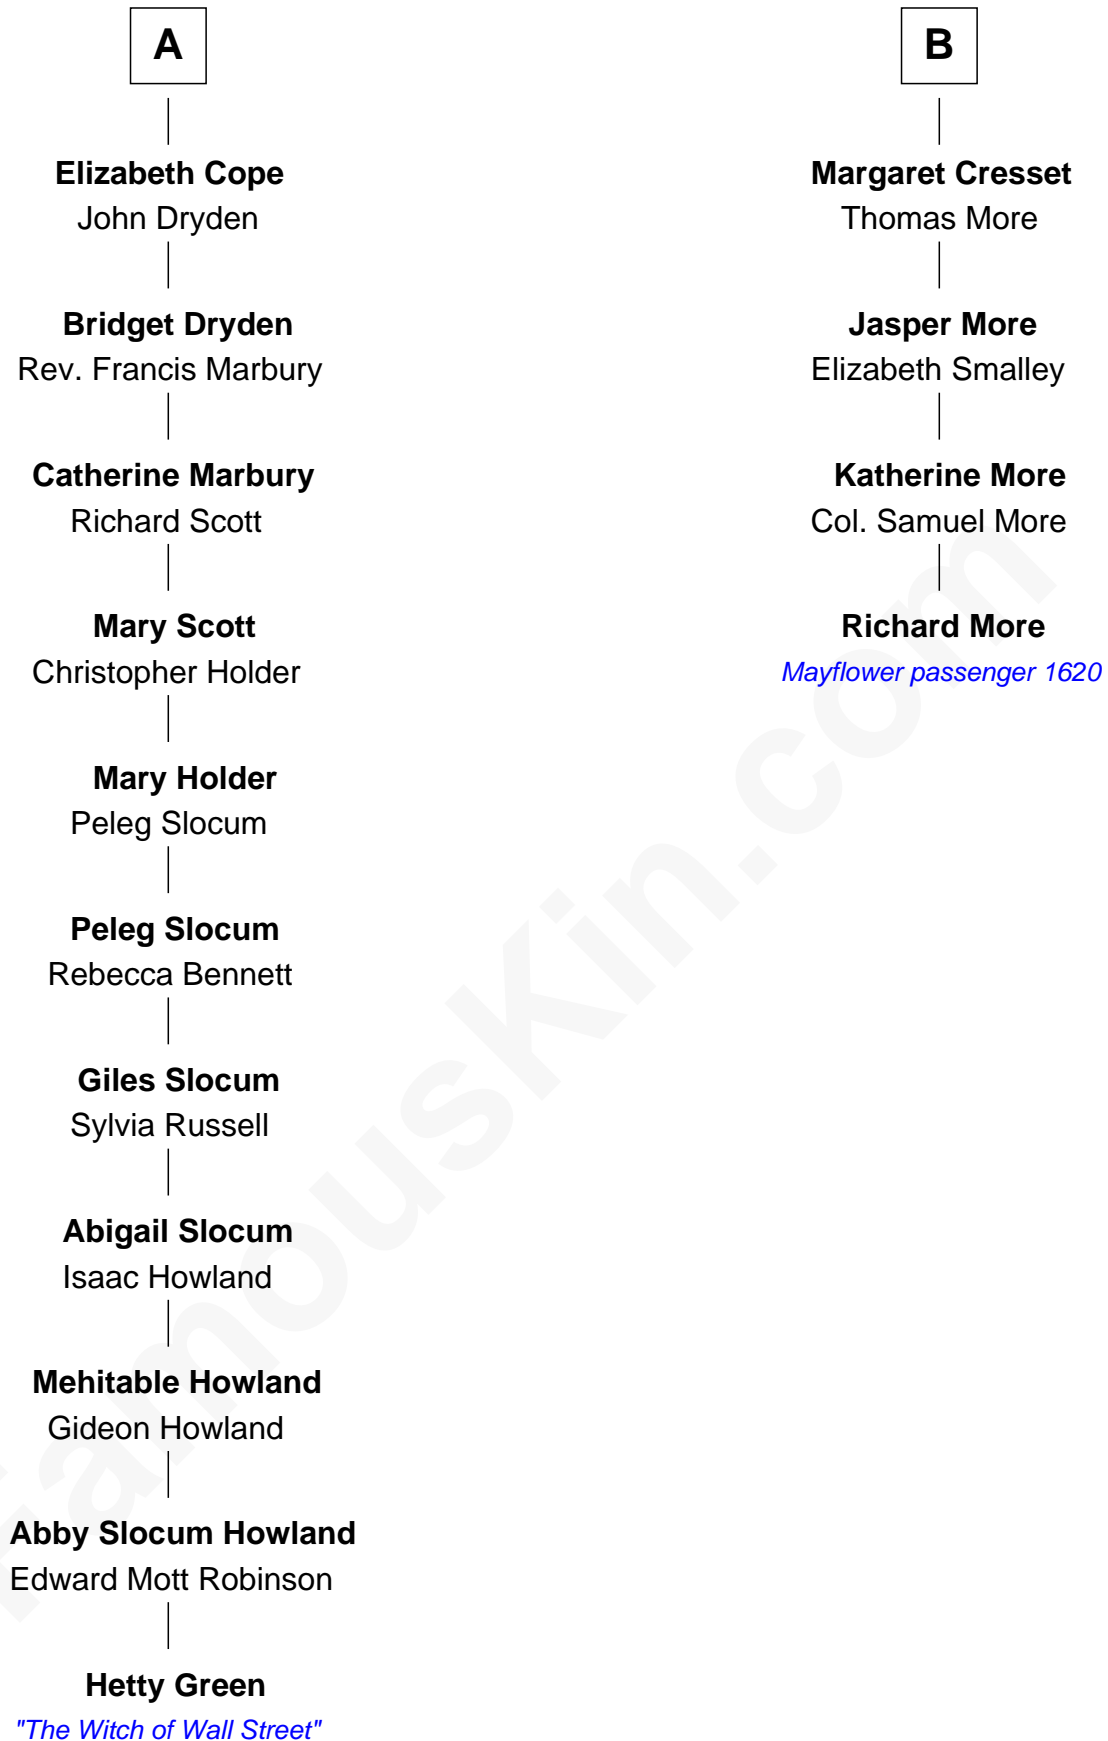 A
Elizabeth Cope
John Dryden
Bridget Dryden
Rev. Francis Marbury
Catherine Marbury
Richard Scott
Mary Scott
Christopher Holder
Mary Holder
Peleg Slocum
Peleg Slocum
Rebecca Bennett
Giles Slocum
Sylvia Russell
Abigail Slocum
Isaac Howland
Mehitable Howland
Gideon Howland
Abby Slocum Howland
Edward Mott Robinson
Hetty Green
"The Witch of Wall Street"
B
Margaret Cresset
Thomas More
Jasper More
Elizabeth Smalley
Katherine More
Col. Samuel More
Richard More
Mayflower passenger 1620
FamousKin.com